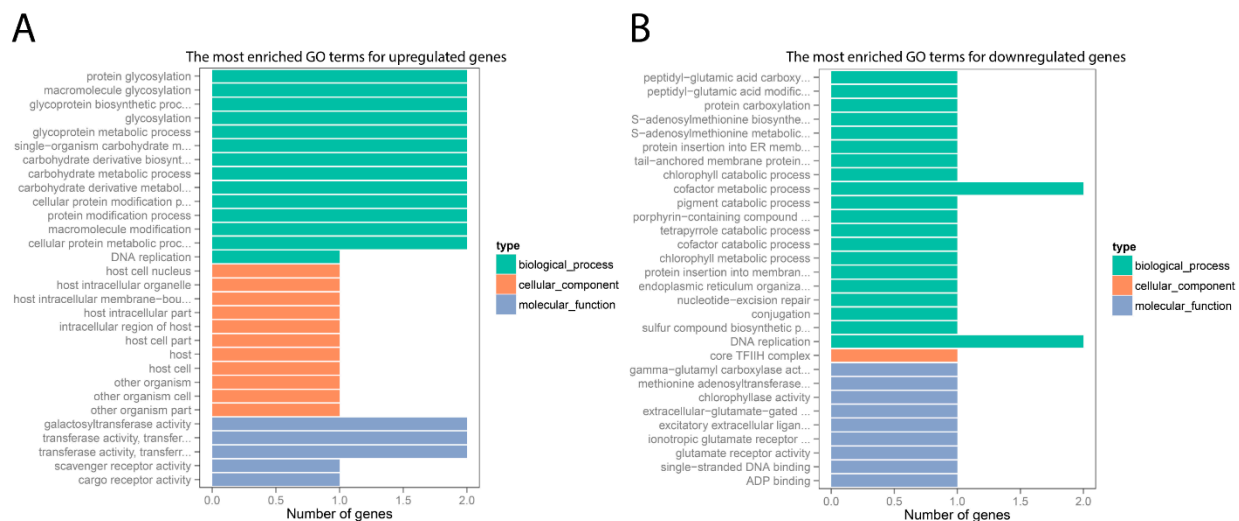 A
The most enriched GO terms for upregulated genes
protein glycosylation
macromolecule glycosylation
glycoprotein biosynthetic proc...
glycosylation
glycoprotein metabolic process
single-organism carbohydrate m...
carbohydrate derivative biosynt...
carbohydrate metabolic process
carbohydrate derivative metabol...
cellular protein modification p...
protein modification process
macromolecule modification
cellular protein metabolic proc...
DNA replication
host cell nucleus
host intracellular organelle
host intracellular membrane-bou...
host intracellular part
intracellular region of host
host cell part
host
host cell
other organism
other organism cell
other organism part
galactosyltransferase activity
transferase activity, transfer...
transferase activity, transferr...
scavenger receptor activity
cargo receptor activity
0.0 0.5 1.0 1.5 2.0
Number of genes
type
biological_process
cellular_component
molecular_function
B
The most enriched GO terms for downregulated genes
peptidyl-glutamic acid carboxy...
peptidyl-glutamic acid modific...
protein carboxylation
S-adenosylmethionine biosynthe...
S-adenosylmethionine metabolic...
protein insertion into ER memb...
tail-anchored membrane protein...
chlorophyll catabolic process
cofactor metabolic process
pigment catabolic process
porphyrin-containing compound ...
tetrapyrrole catabolic process
cofactor catabolic process
chlorophyll metabolic process
protein insertion into membran...
endoplasmic reticulum organiza...
nucleotide-excision repair
conjugation
sulfur compound biosynthetic p...
DNA replication
core TFIIH complex
gamma-glutamyl carboxylase act...
methionine adenosyltransferase...
chlorophyllase activity
extracellular-glutamate-gated ...
excitatory extracellular ligan...
ionotropic glutamate receptor ...
glutamate receptor activity
single-stranded DNA binding
ADP binding
0.0 0.5 1.0 1.5 2.0
Number of genes
type
biological_process
cellular_component
molecular_function